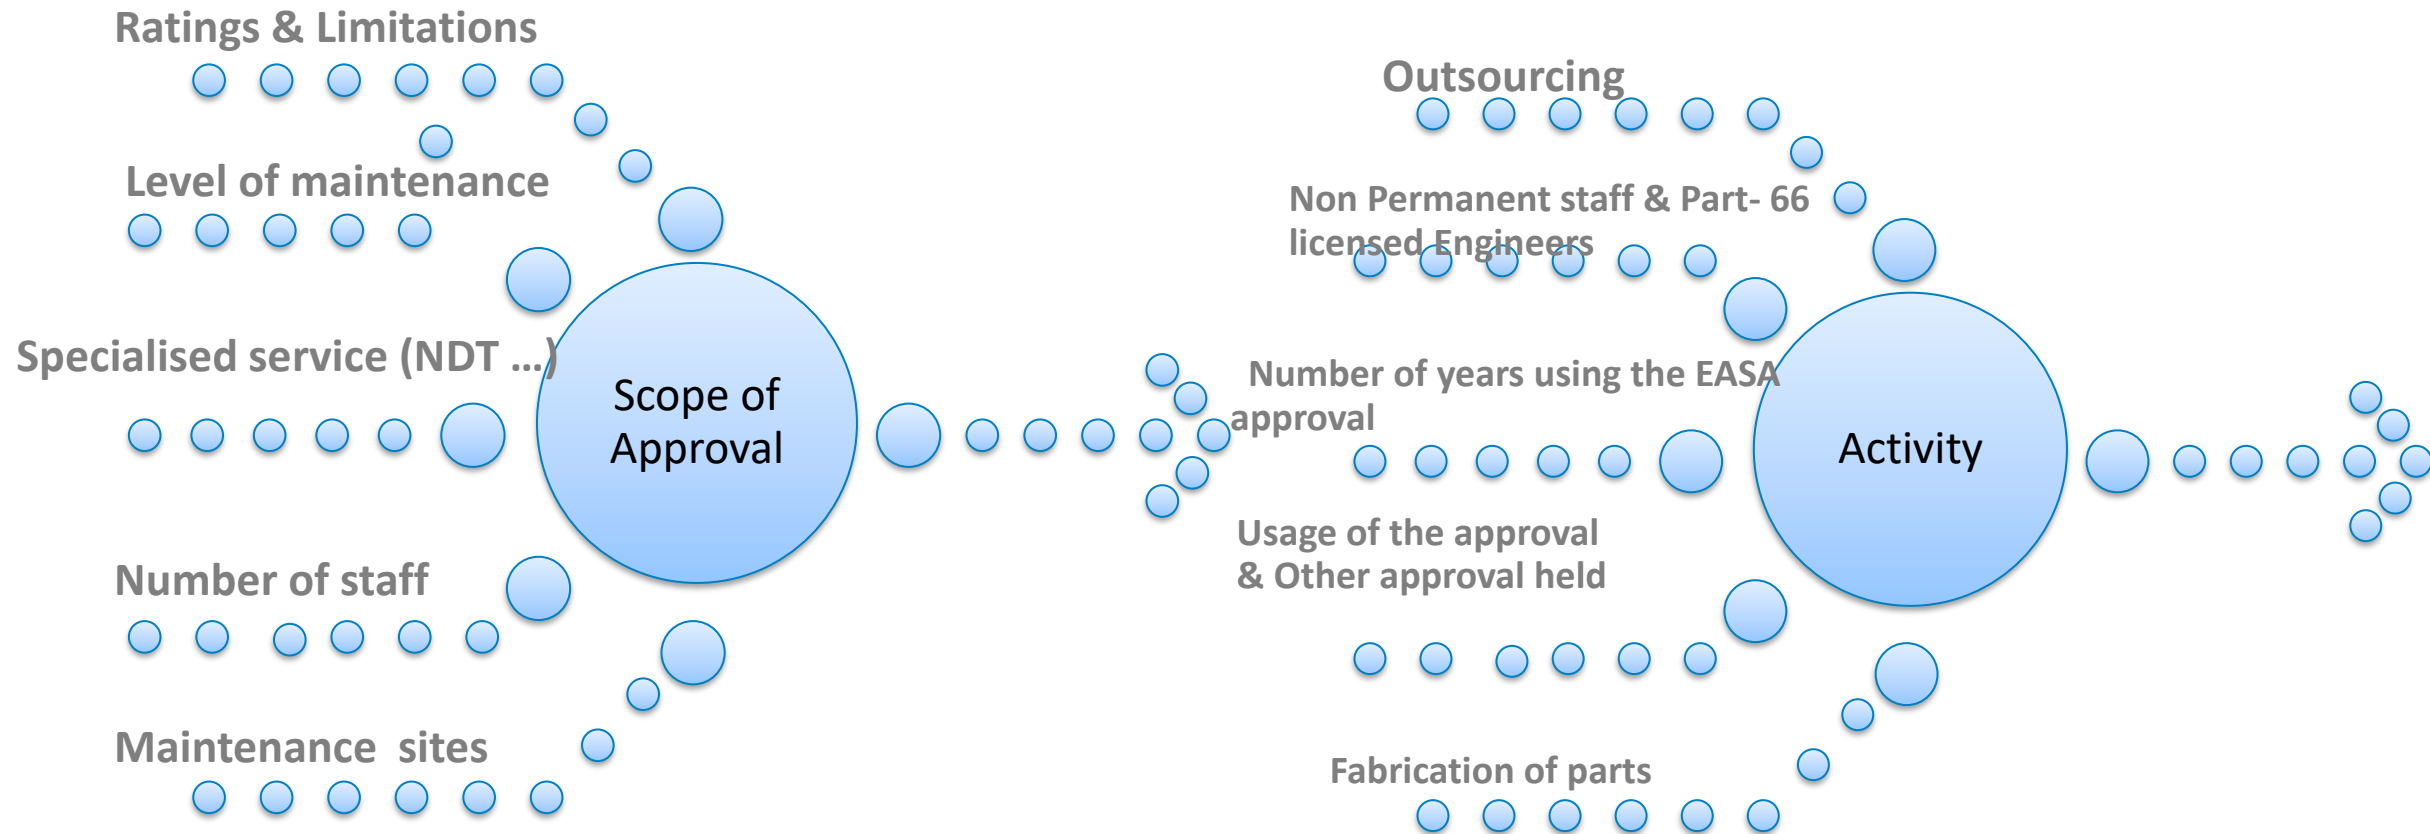 Ratings & Limitations
Level of maintenance
Specialised service (NDT ...)
Number of staff
Maintenance  sites
Scope of
Approval
Outsourcing
Non Permanent staff & Part- 66
licensed Engineers
Number of years using the EASA
approval
Usage of the approval
& Other approval held
Fabrication of parts
Activity